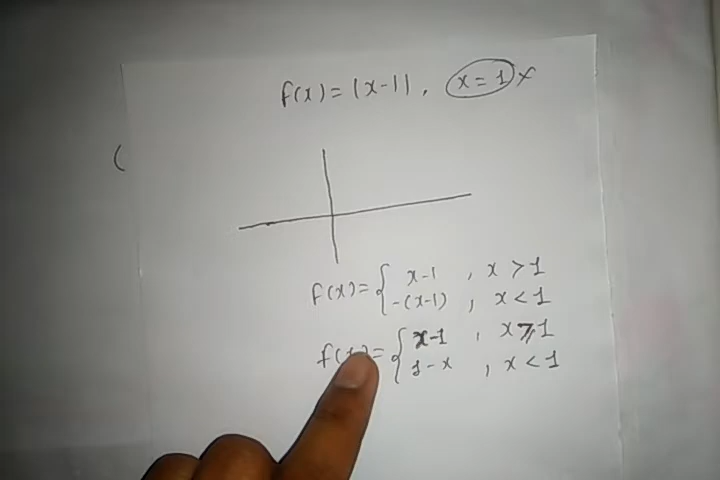 f(x) = |x-1| , x = 1 ×
(
f(x) = { x-1 , x > 1
-(x-1) , x < 1
f(x) = { x-1 , x ≥ 1
1-x , x < 1